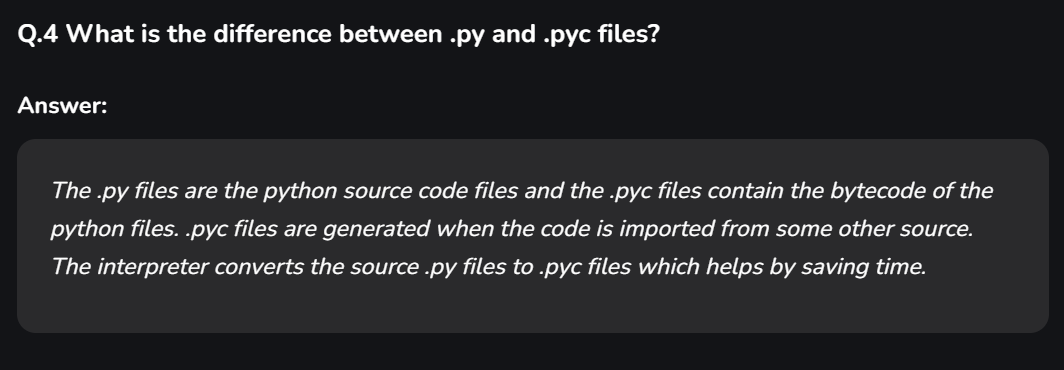 Q.4 What is the difference between .py and .pyc files?
Answer:
The .py files are the python source code files and the .pyc files contain the bytecode of the
python files. .pyc files are generated when the code is imported from some other source.
The interpreter converts the source .py files to .pyc files which helps by saving time.